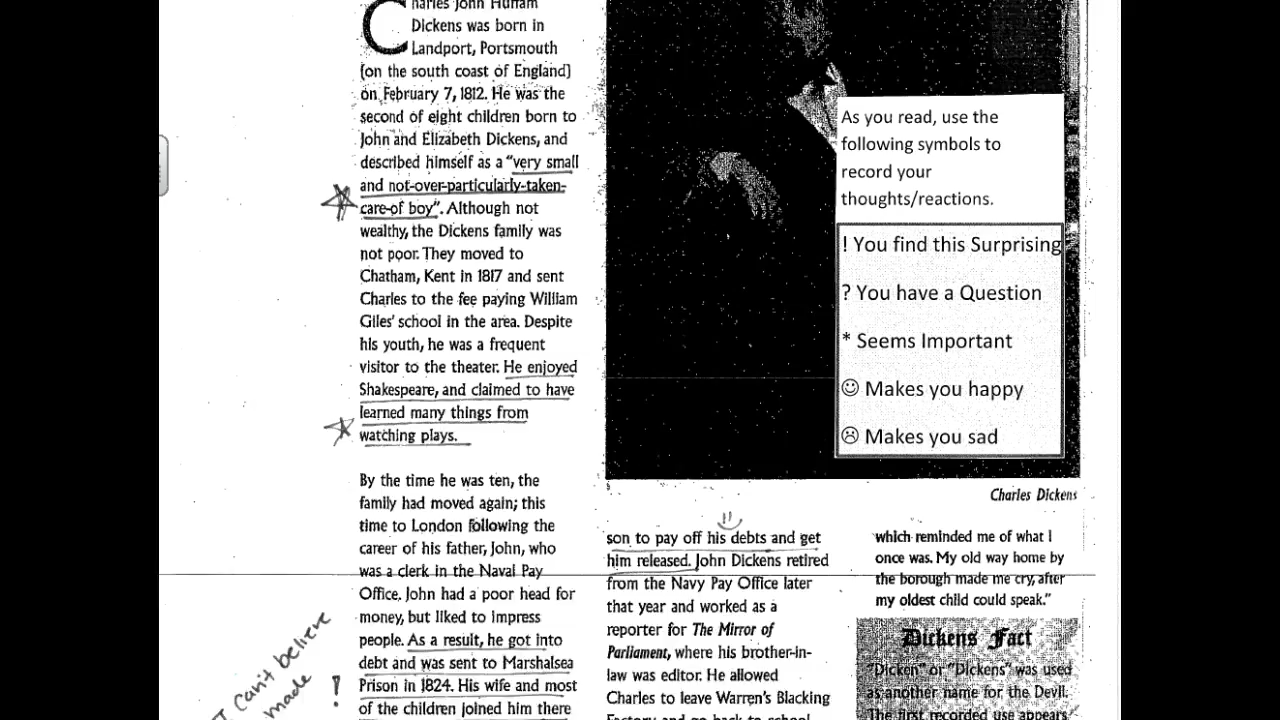 Charles John Huffam
Dickens was born in
Landport, Portsmouth
(on the south coast of England)
on February 7, 1812. He was the
second of eight children born to
John and Elizabeth Dickens, and
described himself as a "very small
and not-over-particularly-taken-
care-of boy". Although not
wealthy, the Dickens family was
not poor. They moved to
Chatham, Kent in 1817 and sent
Charles to the fee paying William
Giles' school in the area. Despite
his youth, he was a frequent
visitor to the theater. He enjoyed
Shakespeare, and claimed to have
learned many things from
watching plays.
By the time he was ten, the
family had moved again; this
time to London following the
career of his father, John, who
was a clerk in the Naval Pay
Office. John had a poor head for
money, but liked to impress
people. As a result, he got into
debt and was sent to Marshalsea
Prison in 1824. His wife and most
of the children joined him there
I can't believe
made
!
As you read, use the
following symbols to
record your
thoughts/reactions.
! You find this Surprising
? You have a Question
* Seems Important
☺ Makes you happy
☹ Makes you sad
Charles Dickens
son to pay off his debts and get
him released. John Dickens retired
from the Navy Pay Office later
that year and worked as a
reporter for The Mirror of
Parliament, where his brother-in-
law was editor. He allowed
Charles to leave Warren's Blacking
Factory and go back to school
which reminded me of what I
once was. My old way home by
the borough made me cry, after
my oldest child could speak."
Dickens Fact
"Dicken" or "Dickens" was used
as another name for the Devil.
The first recorded use appears